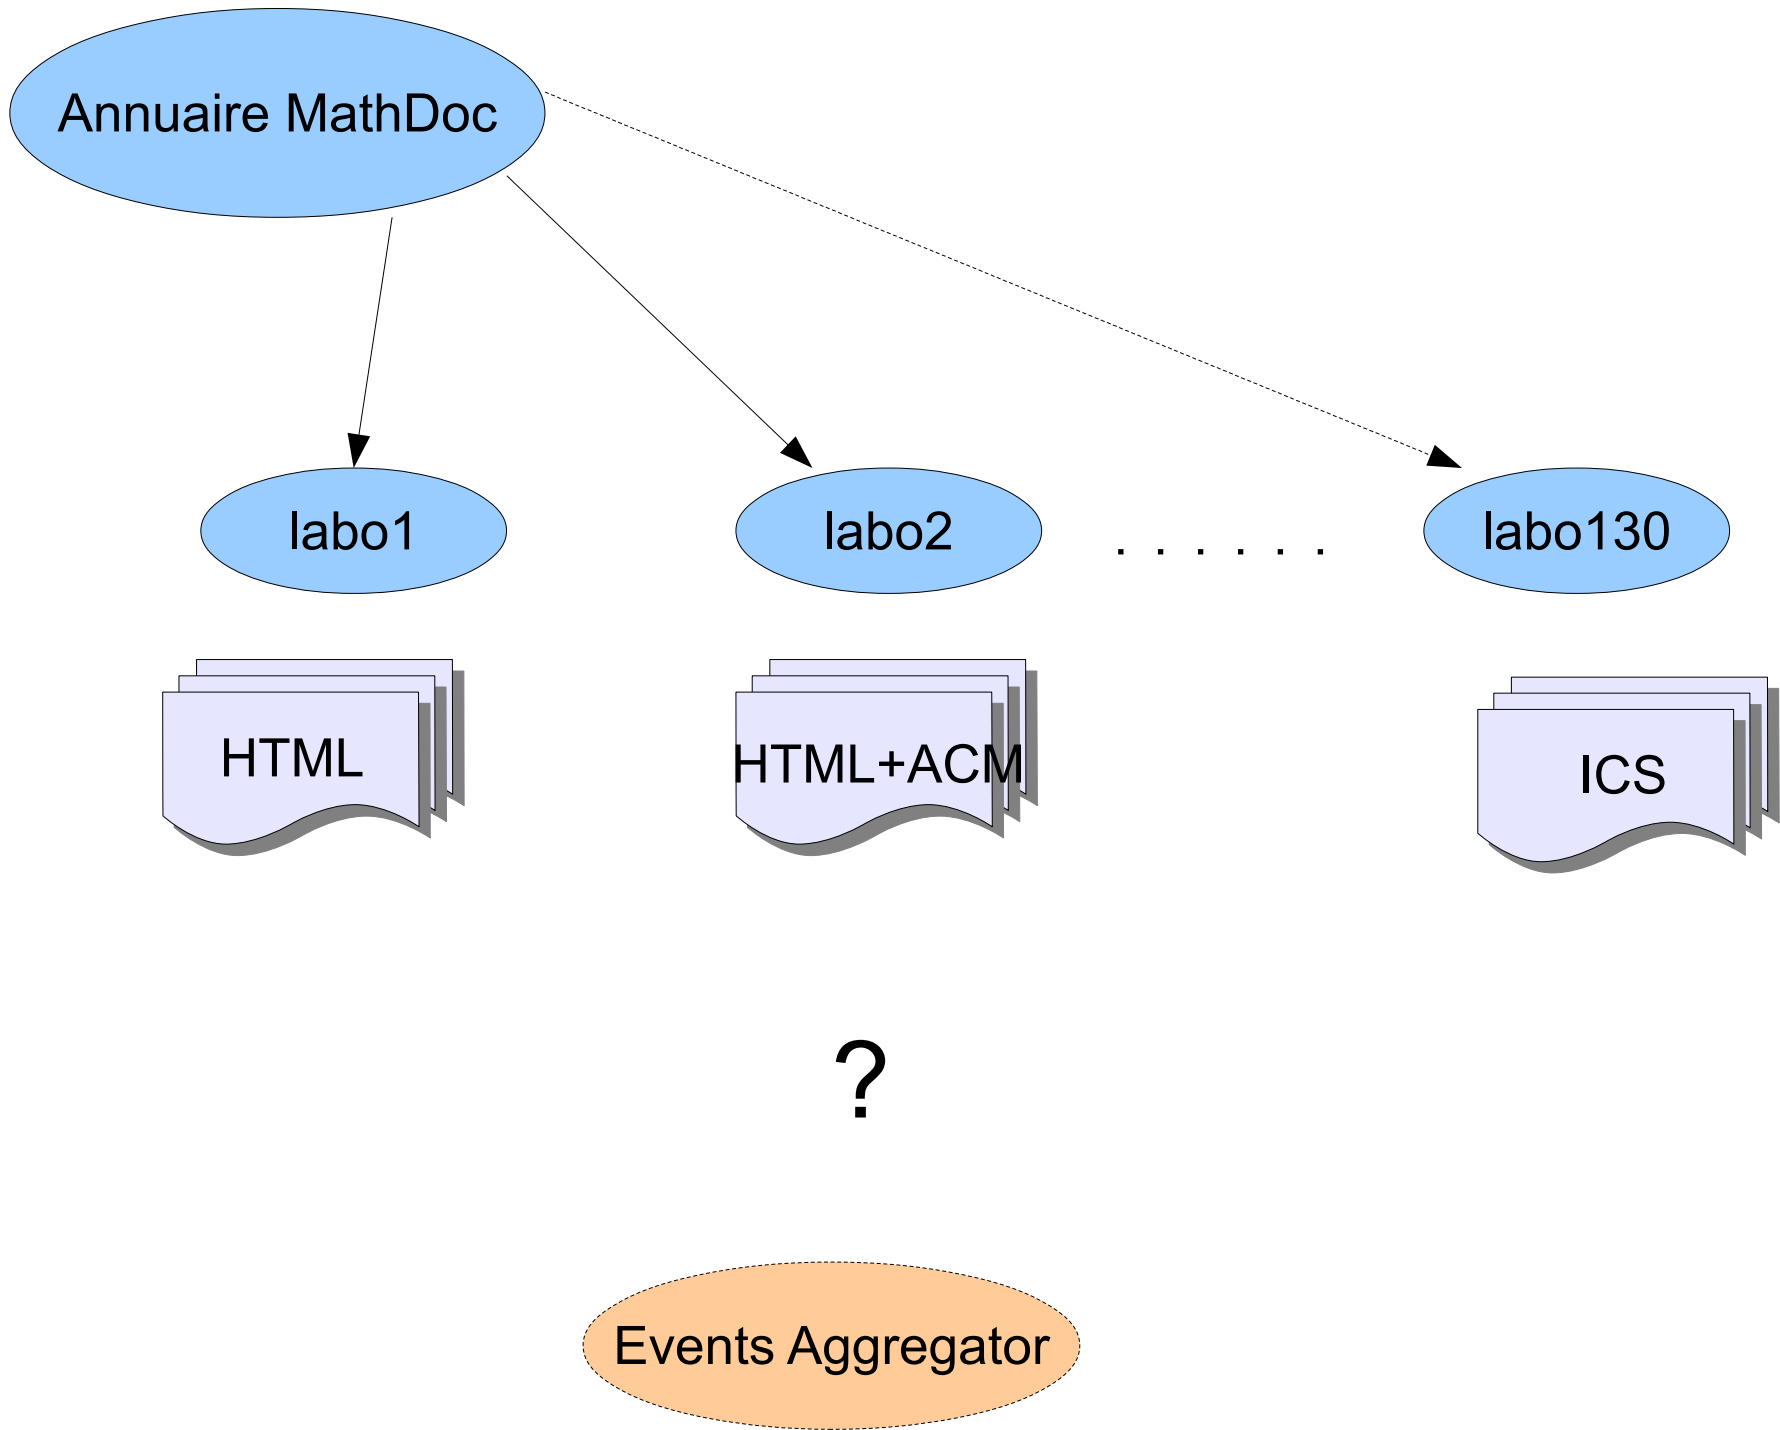 Annuaire MathDoc
labo1
labo2
. . . . . .
labo130
HTML
HTML+ACM
ICS
?
Events Aggregator